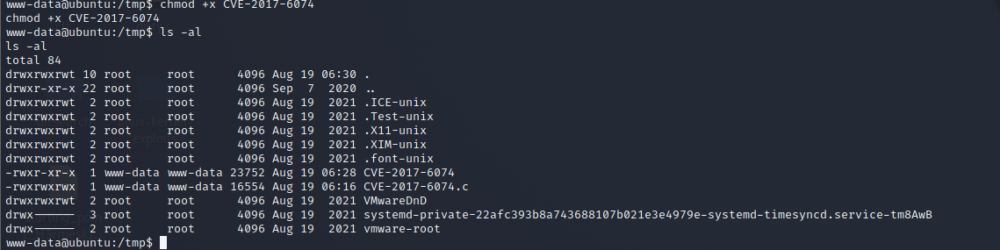 www-data@ubuntu:/tmp$ chmod +x CVE-2017-6074
chmod +x CVE-2017-6074
www-data@ubuntu:/tmp$ ls -al
ls -al
total 84
drwxrwxrwt 10 root     root      4096 Aug 19 06:30 .
drwxr-xr-x 22 root     root      4096 Sep  7  2020 ..
drwxrwxrwt  2 root     root      4096 Aug 19  2021 .ICE-unix
drwxrwxrwt  2 root     root      4096 Aug 19  2021 .Test-unix
drwxrwxrwt  2 root     root      4096 Aug 19  2021 .X11-unix
drwxrwxrwt  2 root     root      4096 Aug 19  2021 .XIM-unix
drwxrwxrwt  2 root     root      4096 Aug 19  2021 .font-unix
-rwxr-xr-x  1 www-data www-data 23752 Aug 19 06:28 CVE-2017-6074
-rwxrwxrwx  1 www-data www-data 16554 Aug 19 06:16 CVE-2017-6074.c
drwxrwxrwt  2 root     root      4096 Aug 19  2021 VMwareDnD
drwx------  3 root     root      4096 Aug 19  2021 systemd-private-22afc393b8a743688107b021e3e4979e-systemd-timesyncd.service-tm8AwB
drwx------  2 root     root      4096 Aug 19  2021 vmware-root
www-data@ubuntu:/tmp$